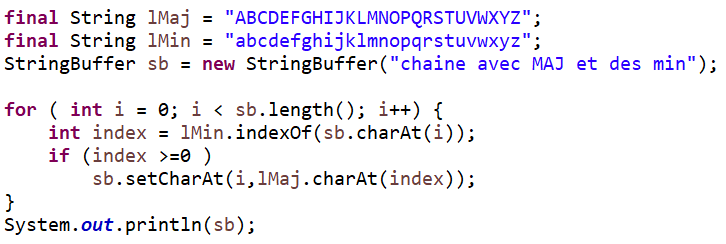 final String lMaj = "ABCDEFGHIJKLMNOPQRSTUVWXYZ";
final String lMin = "abcdefghijklmnopqrstuvwxyz";
StringBuffer sb = new StringBuffer("chaine avec MAJ et des min");
for ( int i = 0; i < sb.length(); i++) {
    int index = lMin.indexOf(sb.charAt(i));
    if (index >=0 )
        sb.setCharAt(i,lMaj.charAt(index));
}
System.out.println(sb);